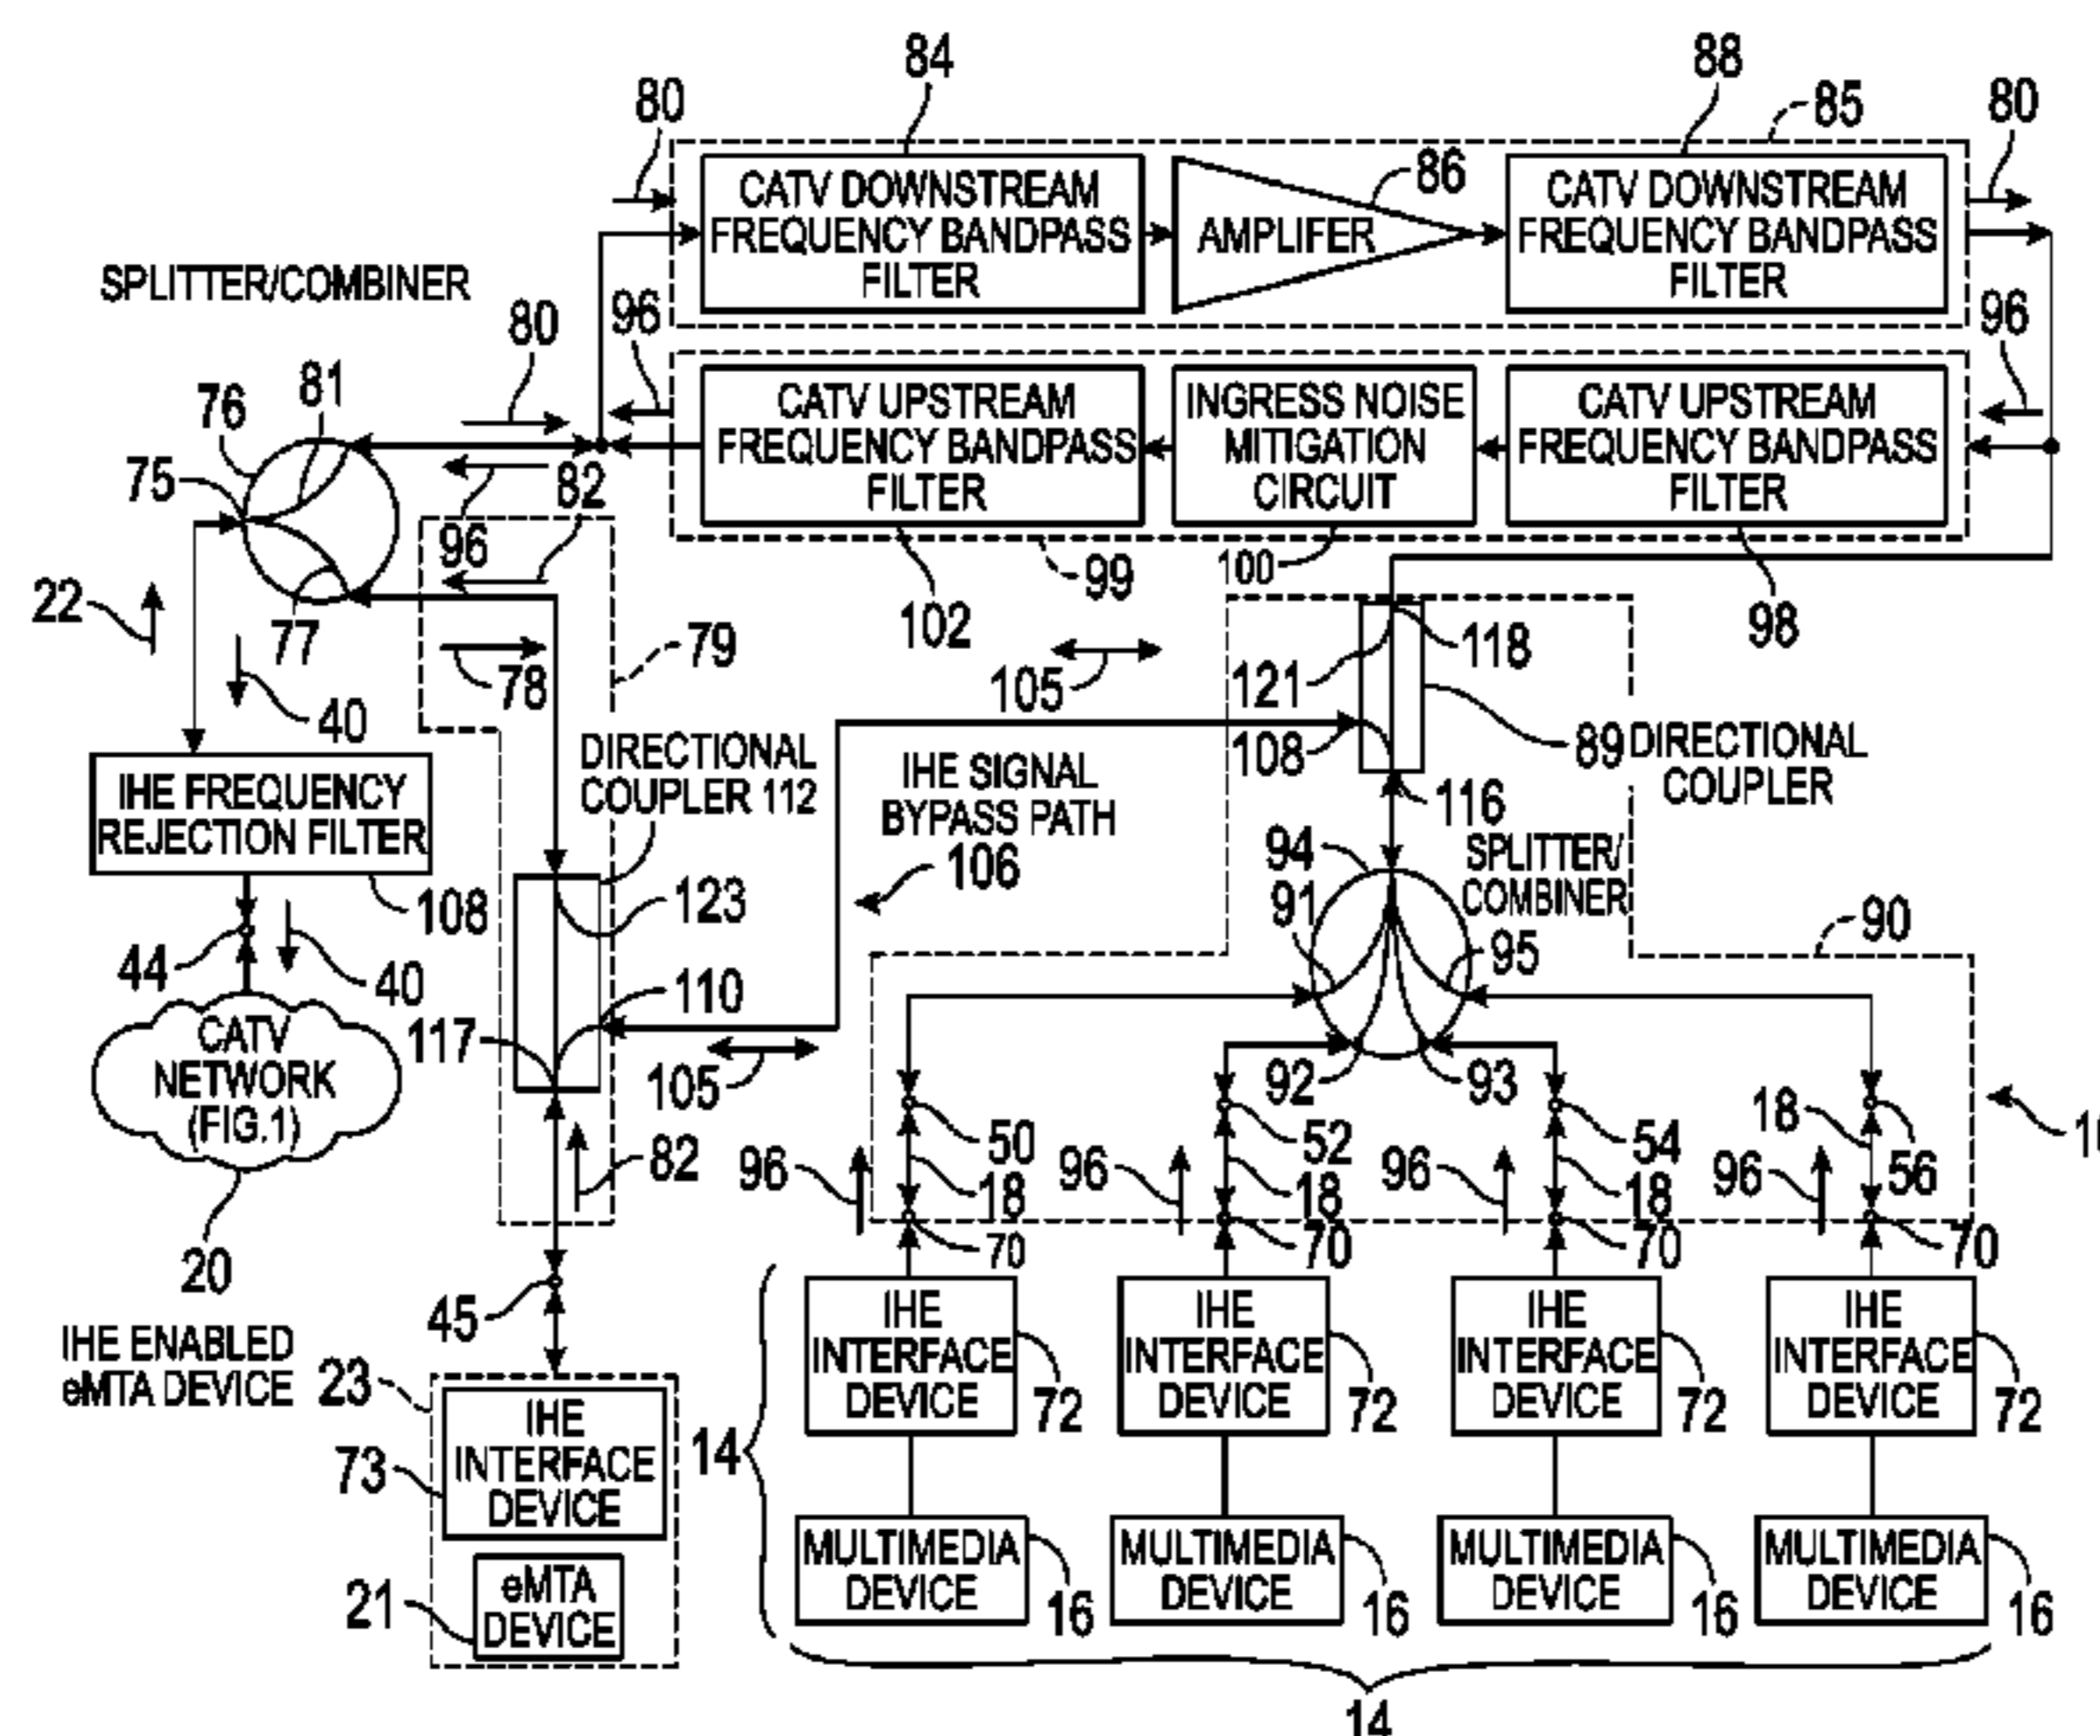 84
88
80
85
80
CATV DOWNSTREAM
FREQUENCY BANDPASS
FILTER
86
AMPLIFER
CATV DOWNSTREAM
FREQUENCY BANDPASS
FILTER
SPLITTER/COMBINER
80
96
96
76
81
75
CATV UPSTREAM
FREQUENCY BANDPASS
FILTER
INGRESS NOISE
MITIGATION
CIRCUIT
CATV UPSTREAM
FREQUENCY BANDPASS
FILTER
82
96
99
100
102
98
22
77
40
78
79
105
121
118
108
89 DIRECTIONAL
COUPLER
116
IHE FREQUENCY
REJECTION FILTER
108
DIRECTIONAL
COUPLER 112
IHE SIGNAL
BYPASS PATH
106
123
94
SPLITTER/
COMBINER
91
95
90
44
40
110
117
105
92
93
CATV
NETWORK
(FIG.1)
20
82
96
50
18
70
96
52
18
70
96
54
18
70
96
18
56
70
45
IHE ENABLED
eMTA DEVICE
23
IHE
INTERFACE
DEVICE
73
eMTA
DEVICE
21
14
IHE
INTERFACE
DEVICE
72
IHE
INTERFACE
DEVICE
72
IHE
INTERFACE
DEVICE
72
IHE
INTERFACE
DEVICE
72
MULTIMEDIA
DEVICE
16
MULTIMEDIA
DEVICE
16
MULTIMEDIA
DEVICE
16
MULTIMEDIA
DEVICE
16
14